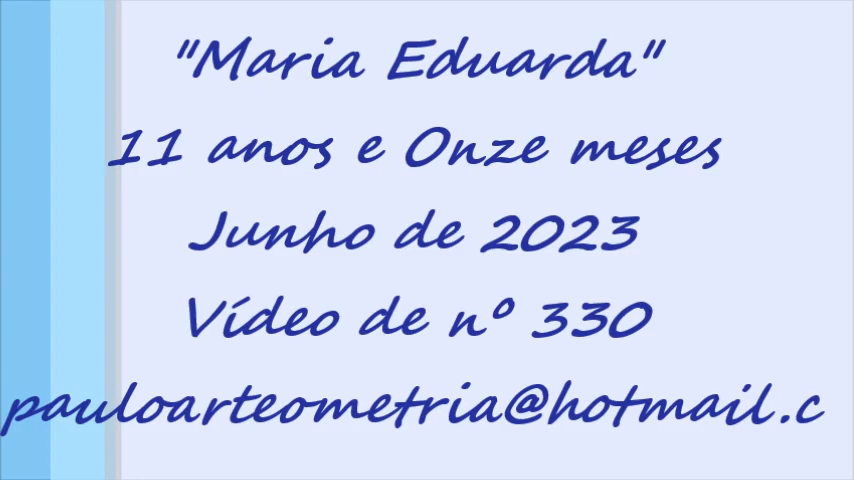 "Maria Eduarda"
11 anos e Onze meses
Junho de 2023
Vídeo de nº 330
pauloarteometria@hotmail.c